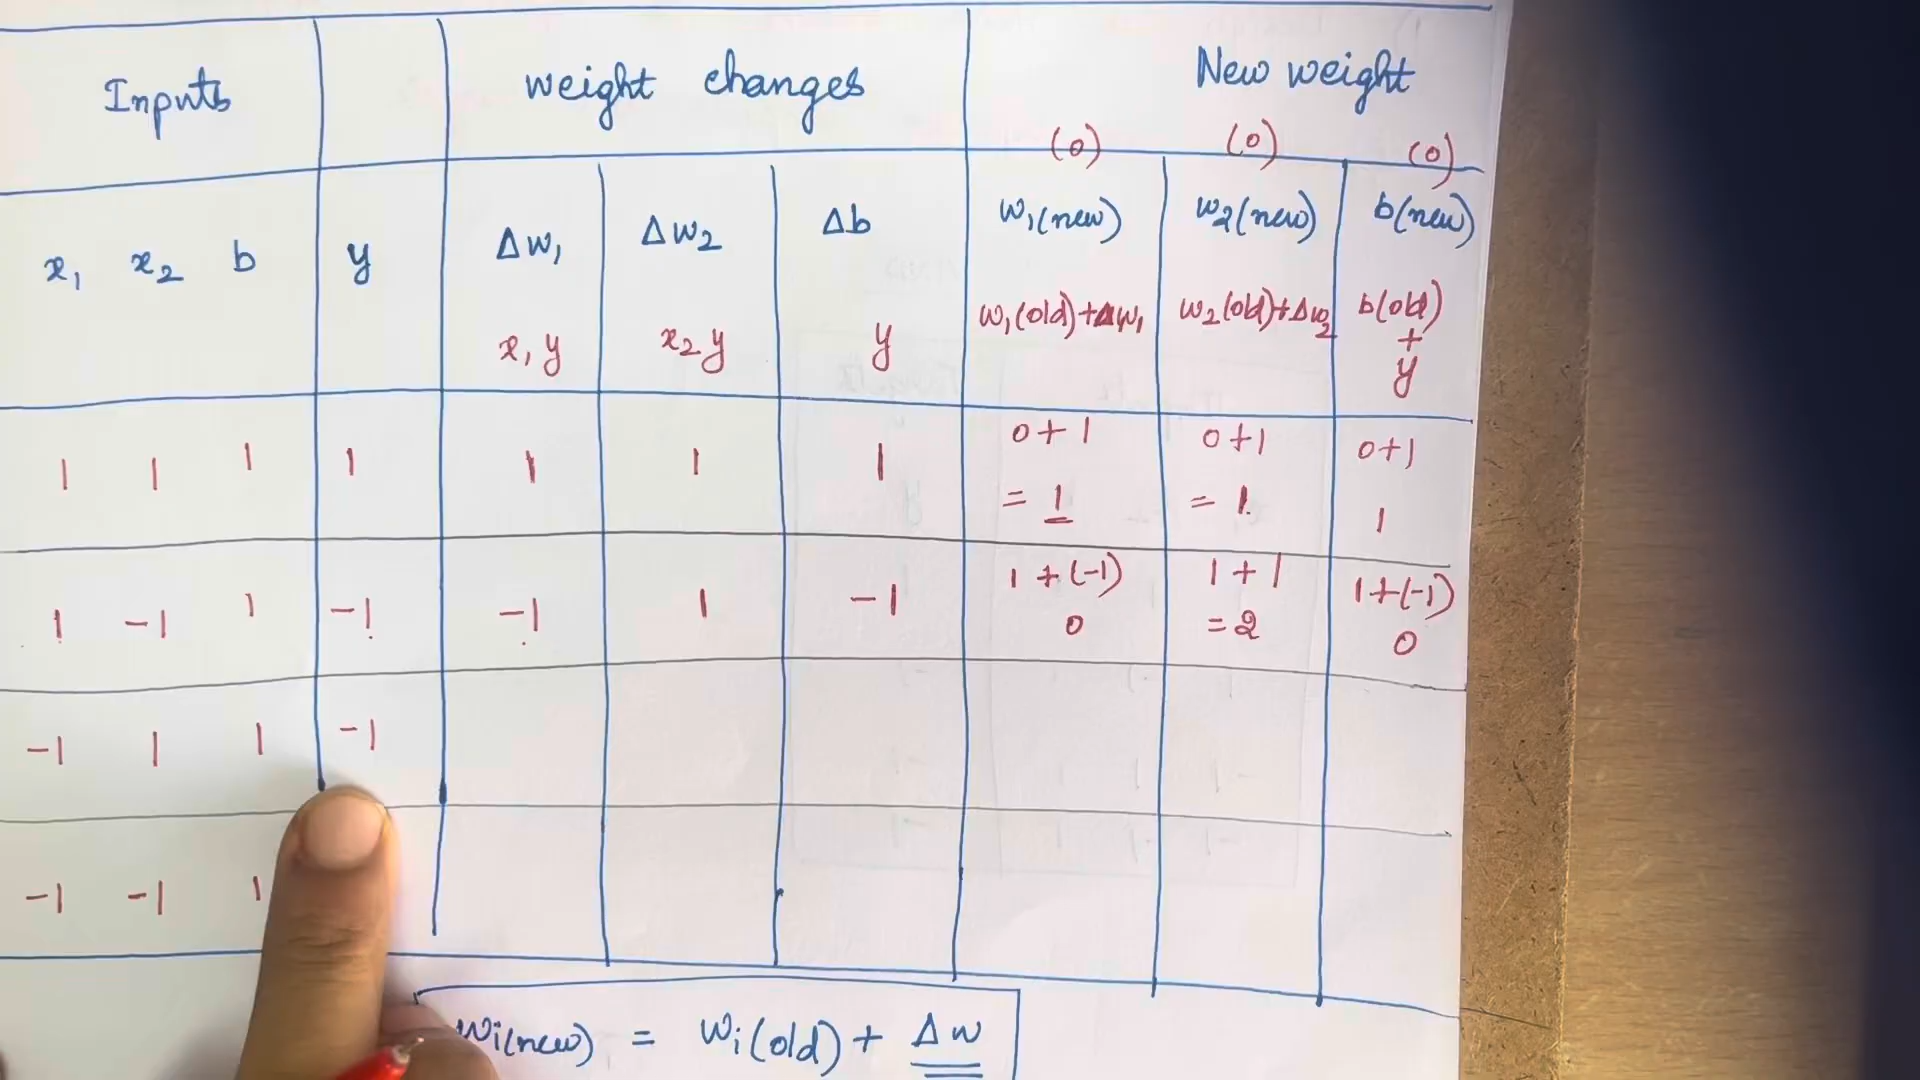 Inputs weight changes New weight
(0) (0) (0)
x₁ x₂ b y Δw₁ Δw₂ Δb w₁(new) w₂(new) b(new)
x₁y x₂y y w₁(old)+Δw₁ w₂(old)+Δw₂ b(old)
+
y
1 1 1 1 1 1 1 0+1 0+1 0+1
= 1 = 1. 1
1 -1 1 -1 -1 1 -1 1+(-1) 1+1 1+(-1)
0 =2 0
-1 1 1 -1
-1 -1 1
wi(new) = wi(old) + Δw